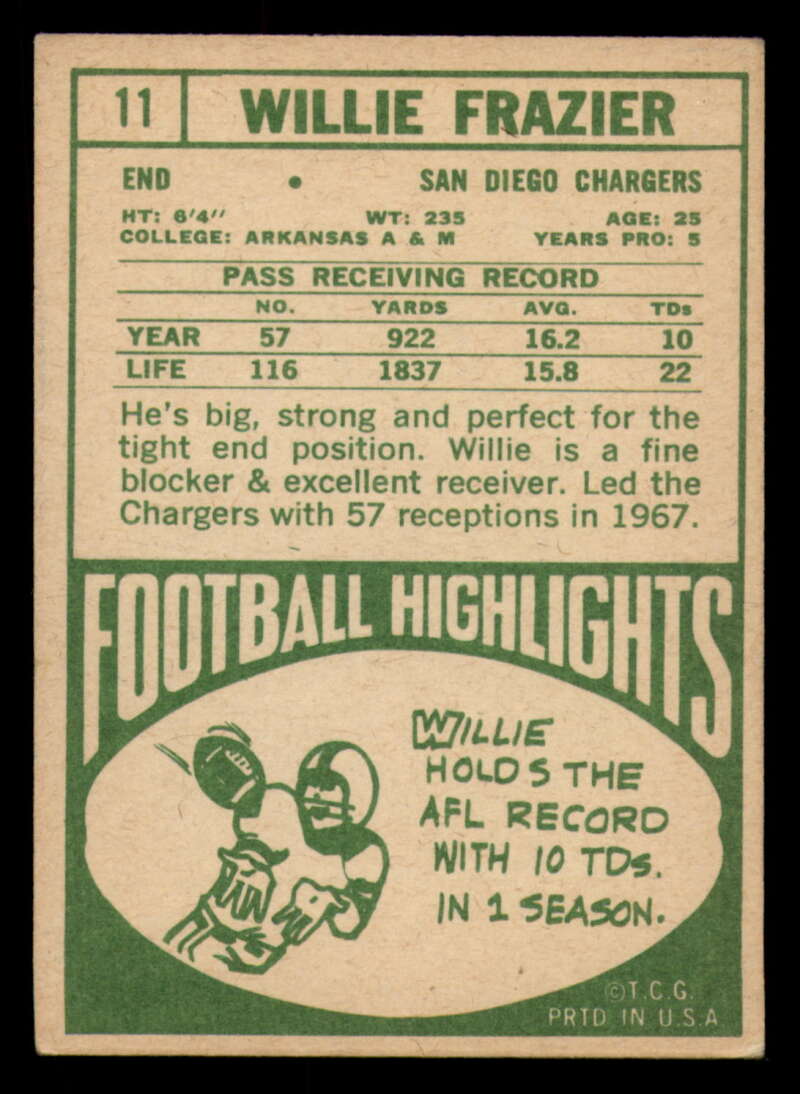 11 WILLIE FRAZIER
END • SAN DIEGO CHARGERS
HT: 6'4" WT: 235 AGE: 25
COLLEGE: ARKANSAS A & M YEARS PRO: 5
PASS RECEIVING RECORD
NO. YARDS AVG. TDs
YEAR 57 922 16.2 10
LIFE 116 1837 15.8 22
He's big, strong and perfect for the
tight end position. Willie is a fine
blocker & excellent receiver. Led the
Chargers with 57 receptions in 1967.
FOOTBALL HIGHLIGHTS
WILLIE
HOLDS THE
AFL RECORD
WITH 10 TDs.
IN 1 SEASON.
©T.C.G.
PRTD IN U.S.A